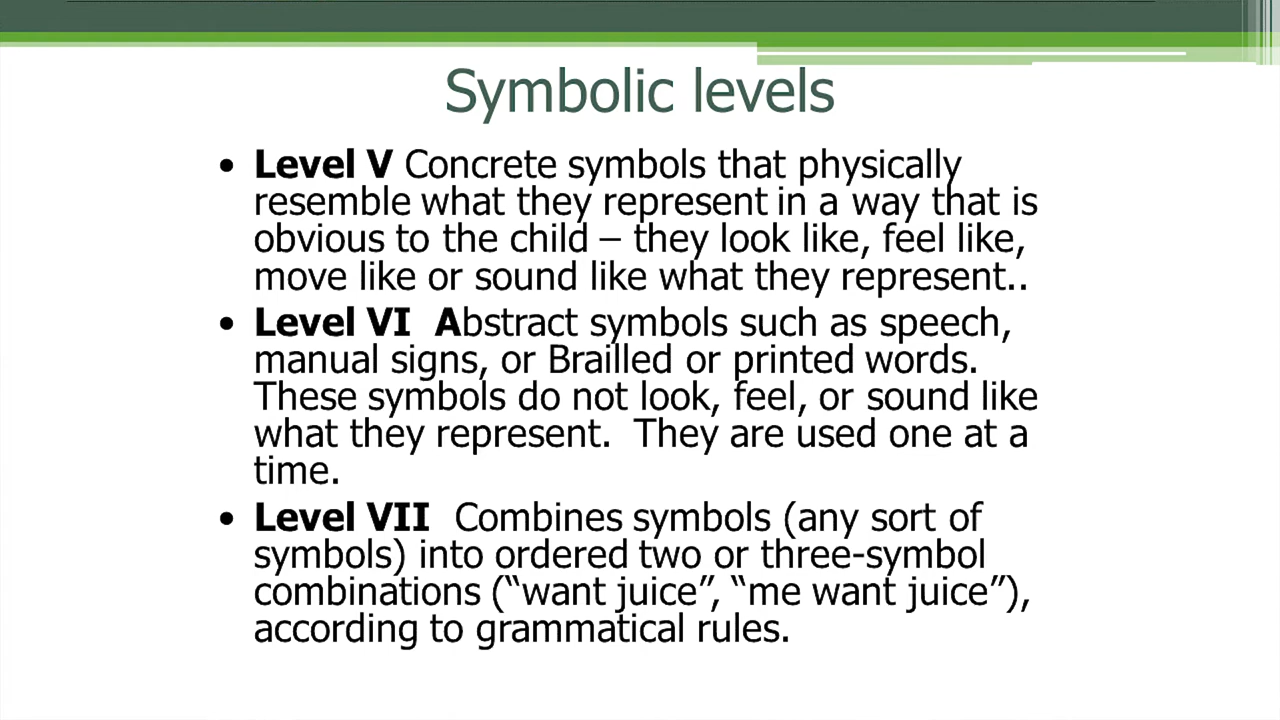 Symbolic levels
• Level V Concrete symbols that physically
resemble what they represent in a way that is
obvious to the child – they look like, feel like,
move like or sound like what they represent..
• Level VI  Abstract symbols such as speech,
manual signs, or Brailled or printed words.
These symbols do not look, feel, or sound like
what they represent.  They are used one at a
time.
• Level VII  Combines symbols (any sort of
symbols) into ordered two or three-symbol
combinations (“want juice”, “me want juice”),
according to grammatical rules.